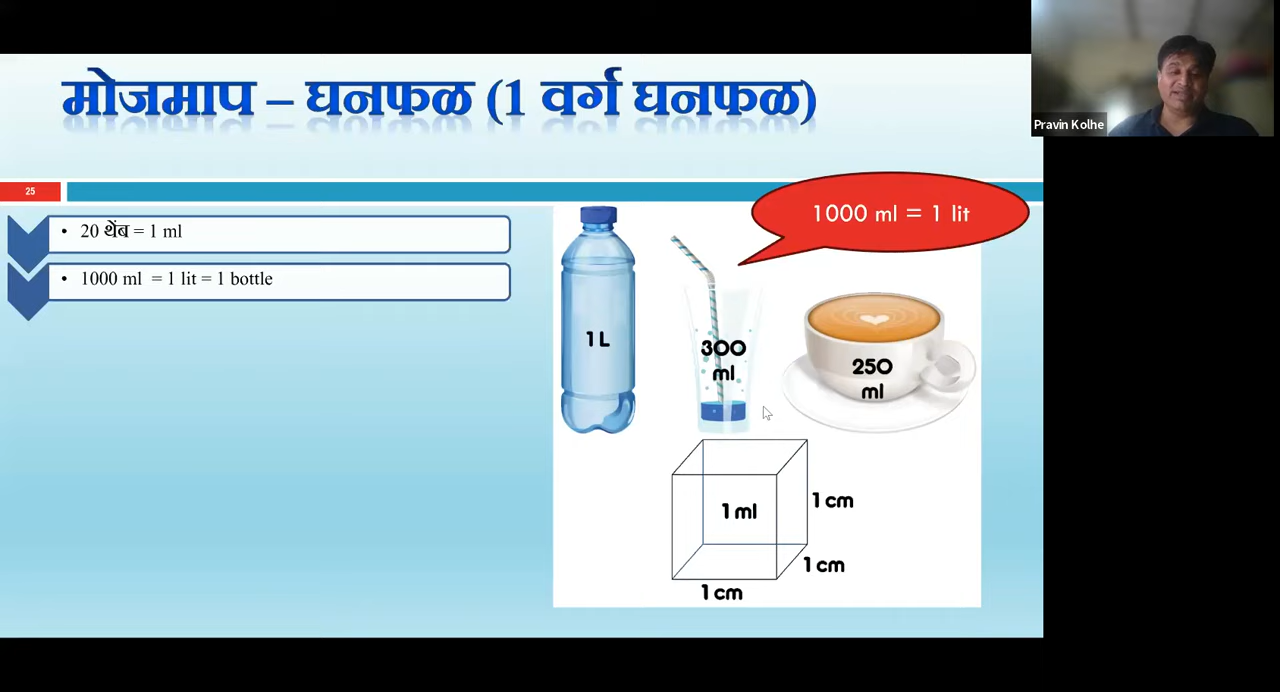 Pravin Kolhe
मोजमाप – घनफळ (1 वर्ग घनफळ)
25
• 20 थेंब = 1 ml
• 1000 ml = 1 lit = 1 bottle
1000 ml = 1 lit
1 L
300
ml
250
ml
1 ml
1 cm
1 cm
1 cm